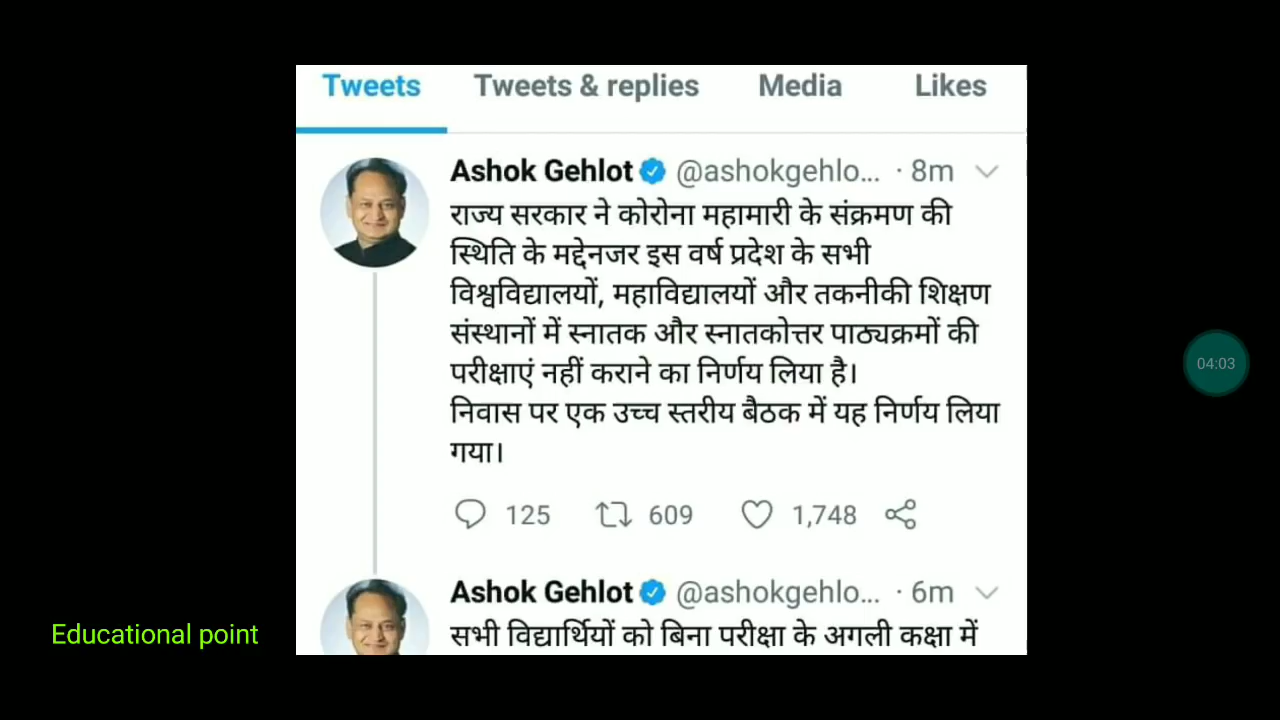 Tweets Tweets & replies Media Likes
Ashok Gehlot @ashokgehlo... · 8m
राज्य सरकार ने कोरोना महामारी के संक्रमण की
स्थिति के मद्देनजर इस वर्ष प्रदेश के सभी
विश्वविद्यालयों, महाविद्यालयों और तकनीकी शिक्षण
संस्थानों में स्नातक और स्नातकोत्तर पाठ्यक्रमों की
परीक्षाएं नहीं कराने का निर्णय लिया है।
निवास पर एक उच्च स्तरीय बैठक में यह निर्णय लिया
गया।
125 609 1,748
Ashok Gehlot @ashokgehlo... · 6m
सभी विद्यार्थियों को बिना परीक्षा के अगली कक्षा में
Educational point
04:03